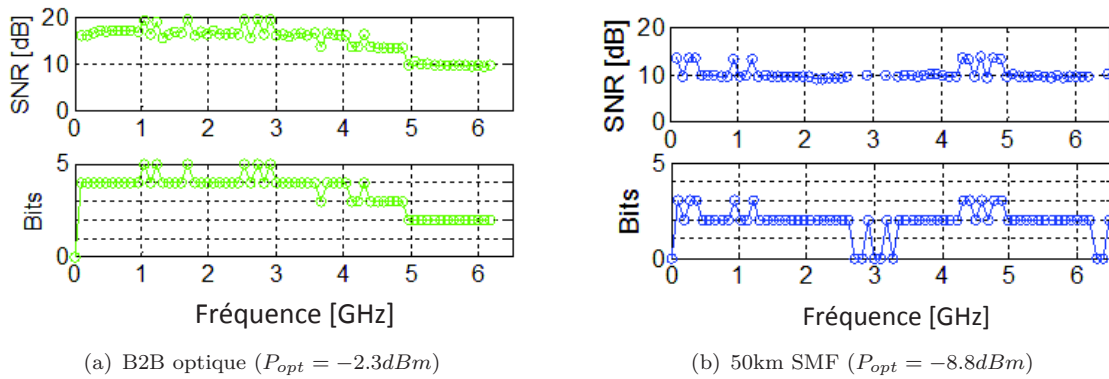 SNR [dB]
20
10
0
0 1 2 3 4 5 6
Bits
5
0
0 1 2 3 4 5 6
Fréquence [GHz]
(a) B2B optique (P_opt = −2.3dBm)
SNR [dB]
20
10
0
0 1 2 3 4 5 6
Bits
5
0
0 1 2 3 4 5 6
Fréquence [GHz]
(b) 50km SMF (P_opt = −8.8dBm)